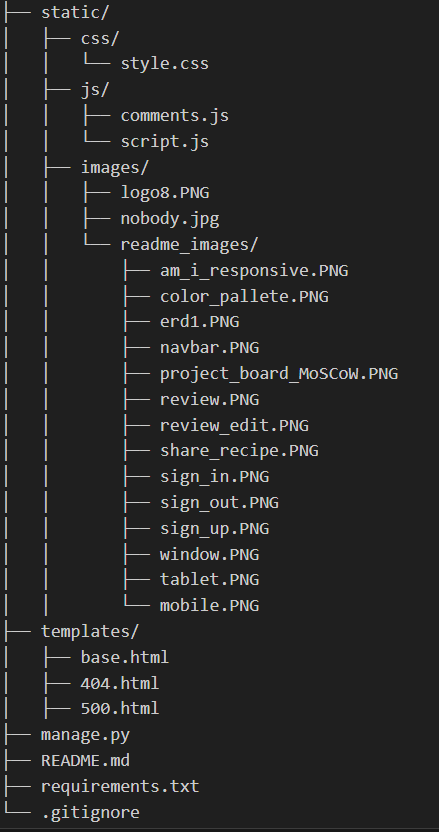 ├── static/
│   ├── css/
│   │   └── style.css
│   ├── js/
│   │   ├── comments.js
│   │   └── script.js
│   ├── images/
│   │   ├── logo8.PNG
│   │   ├── nobody.jpg
│   │   └── readme_images/
│   │       ├── am_i_responsive.PNG
│   │       ├── color_pallete.PNG
│   │       ├── erd1.PNG
│   │       ├── navbar.PNG
│   │       ├── project_board_MoSCoW.PNG
│   │       ├── review.PNG
│   │       ├── review_edit.PNG
│   │       ├── share_recipe.PNG
│   │       ├── sign_in.PNG
│   │       ├── sign_out.PNG
│   │       ├── sign_up.PNG
│   │       ├── window.PNG
│   │       ├── tablet.PNG
│   │       └── mobile.PNG
├── templates/
│   ├── base.html
│   ├── 404.html
│   ├── 500.html
├── manage.py
├── README.md
├── requirements.txt
└── .gitignore